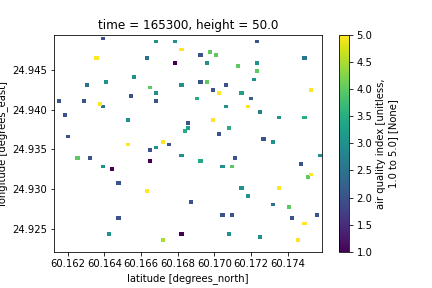 time = 165300, height = 50.0
24.945
24.940
24.935
24.930
24.925
longitude [degrees_east]
60.162 60.164 60.166 60.168 60.170 60.172 60.174
latitude [degrees_north]
5.0
4.5
4.0
3.5
3.0
2.5
2.0
1.5
1.0
air quality index [unitless,
1.0 to 5.0] [None]